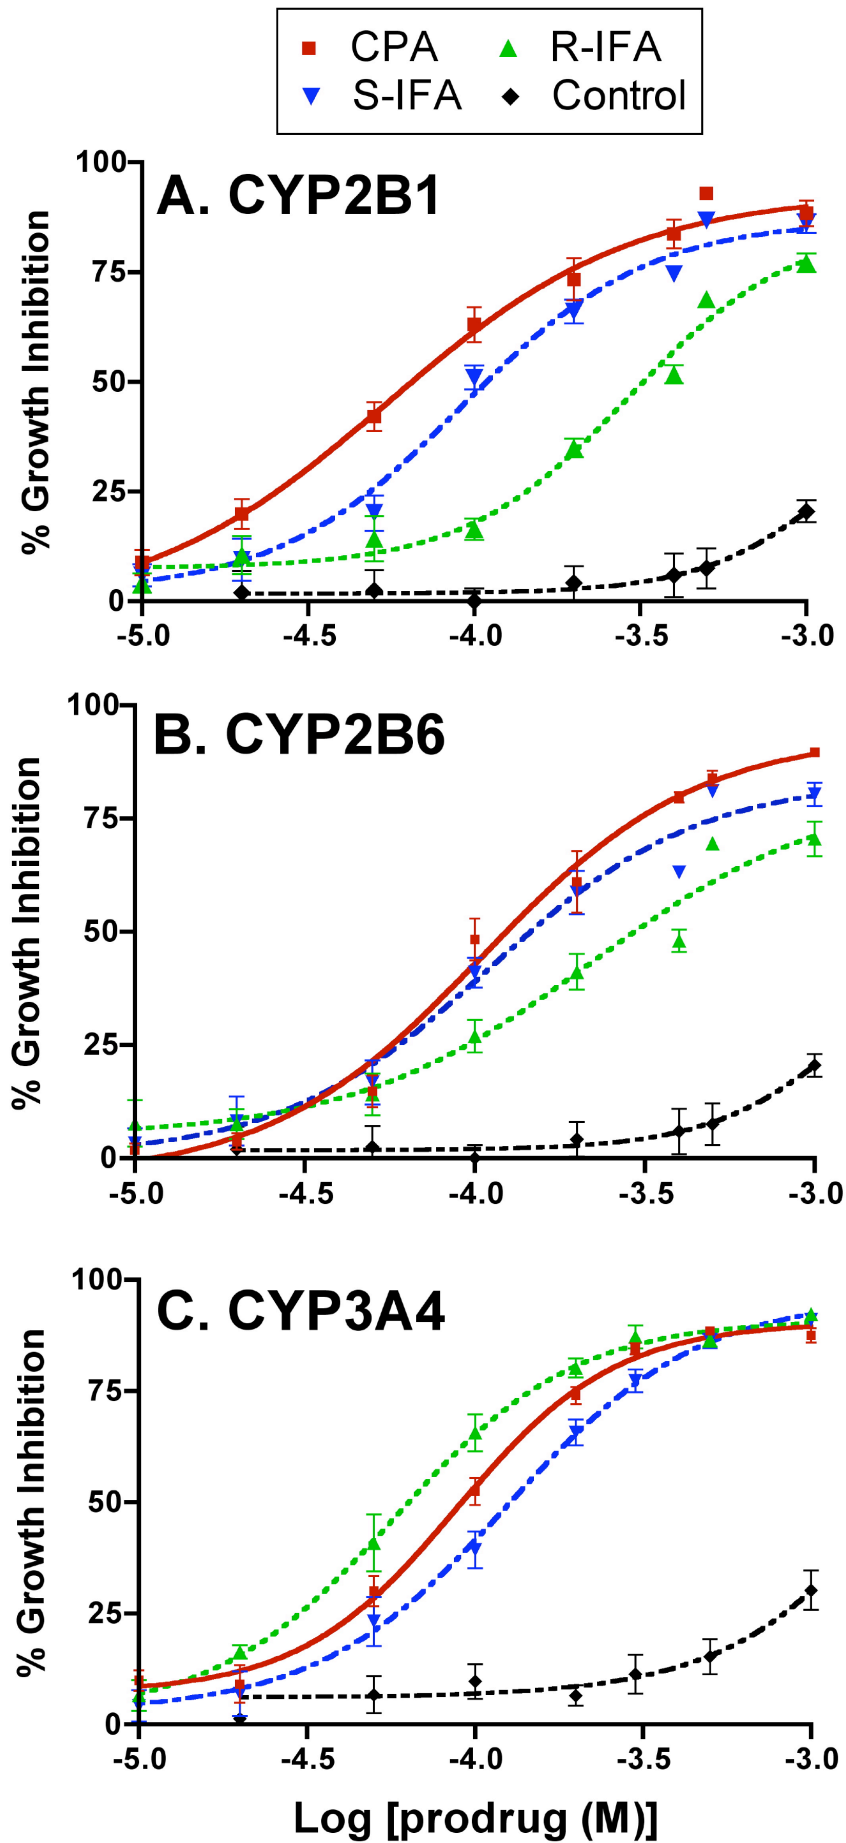 CPA R-IFA
S-IFA Control
A. CYP2B1
% Growth Inhibition
100
75
50
25
0
-5.0 -4.5 -4.0 -3.5 -3.0
B. CYP2B6
% Growth Inhibition
100
75
50
25
0
-5.0 -4.5 -4.0 -3.5 -3.0
C. CYP3A4
% Growth Inhibition
100
75
50
25
0
-5.0 -4.5 -4.0 -3.5 -3.0
Log [prodrug (M)]